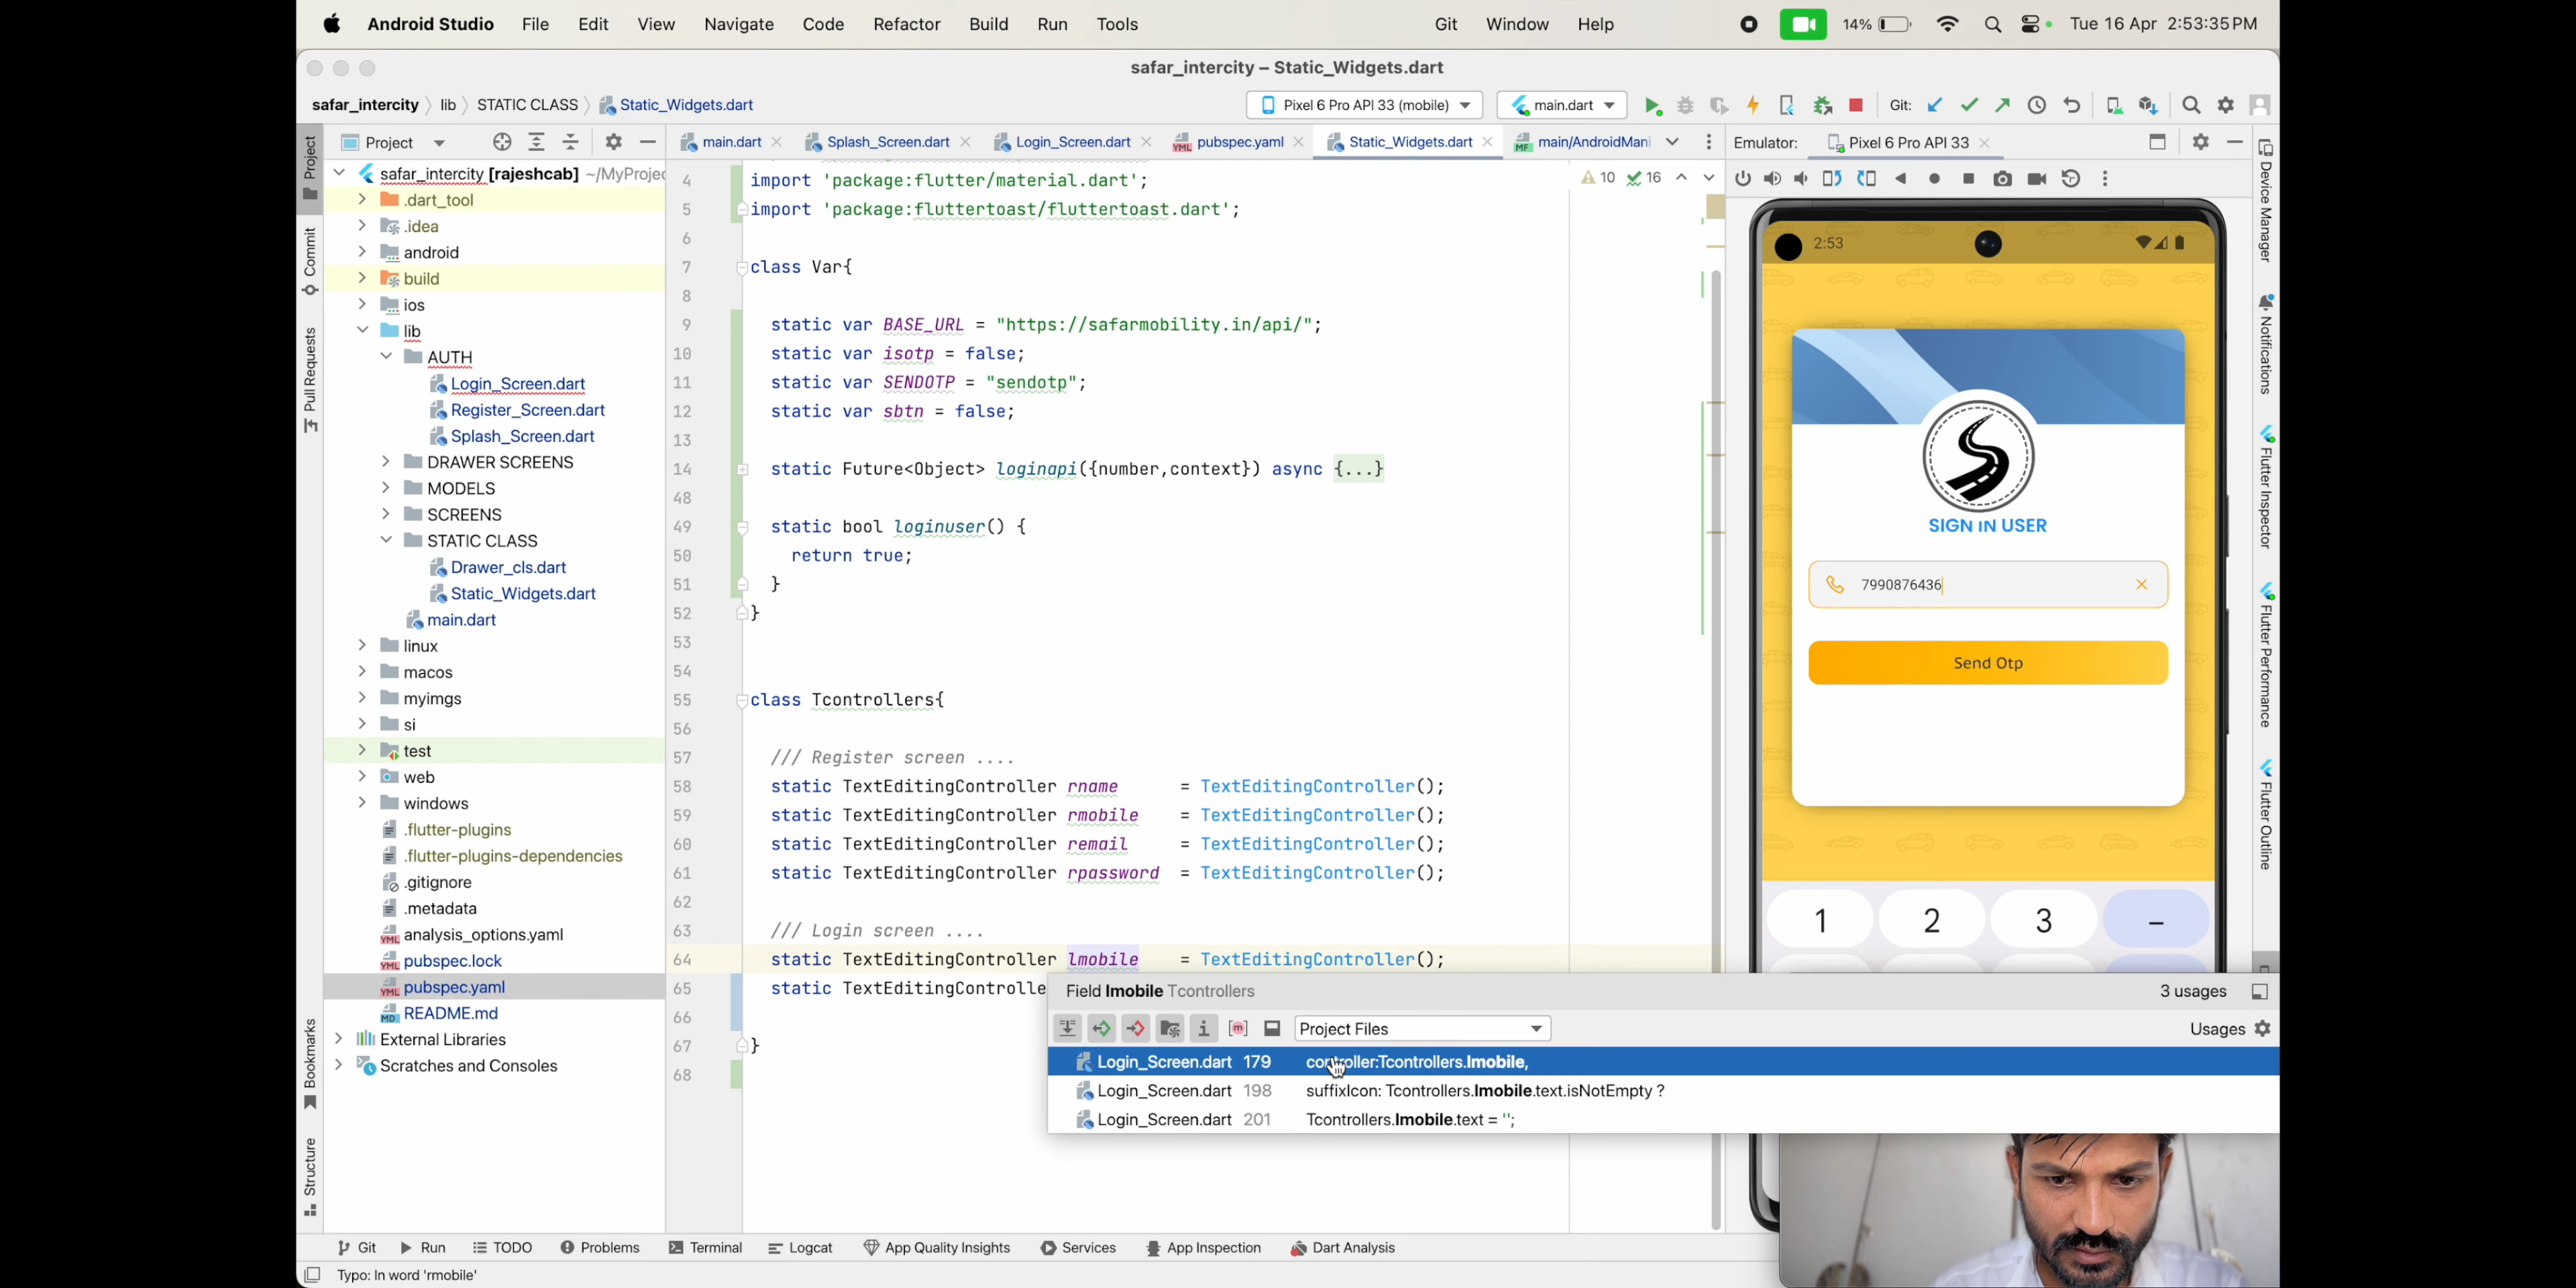 Android Studio File Edit View Navigate Code Refactor Build Run Tools Git Window Help 14% Tue 16 Apr 2:53:35 PM
safar_intercity – Static_Widgets.dart
safar_intercity lib STATIC CLASS Static_Widgets.dart Pixel 6 Pro API 33 (mobile) main.dart Git:
Project main.dart Splash_Screen.dart Login_Screen.dart pubspec.yaml Static_Widgets.dart main/AndroidMani Emulator: Pixel 6 Pro API 33
Project
Commit
Pull Requests
Bookmarks
Structure
safar_intercity [rajeshcab] ~/MyProjec
.dart_tool
.idea
android
build
ios
lib
AUTH
Login_Screen.dart
Register_Screen.dart
Splash_Screen.dart
DRAWER SCREENS
MODELS
SCREENS
STATIC CLASS
Drawer_cls.dart
Static_Widgets.dart
main.dart
linux
macos
myimgs
si
test
web
windows
.flutter-plugins
.flutter-plugins-dependencies
.gitignore
.metadata
analysis_options.yaml
pubspec.lock
pubspec.yaml
README.md
External Libraries
Scratches and Consoles
10 16
4 import 'package:flutter/material.dart';
5 import 'package:fluttertoast/fluttertoast.dart';
6
7 class Var{
8
9 static var BASE_URL = "https://safarmobility.in/api/";
10 static var isotp = false;
11 static var SENDOTP = "sendotp";
12 static var sbtn = false;
13
14 static Future<Object> loginapi({number,context}) async {...}
48
49 static bool loginuser() {
50 return true;
51 }
52 }
53
54
55 class Tcontrollers{
56
57 /// Register screen ....
58 static TextEditingController rname = TextEditingController();
59 static TextEditingController rmobile = TextEditingController();
60 static TextEditingController remail = TextEditingController();
61 static TextEditingController rpassword = TextEditingController();
62
63 /// Login screen ....
64 static TextEditingController lmobile = TextEditingController();
65 static TextEditingControlle
66
67 }
68
Field lmobile Tcontrollers 3 usages
Project Files Usages
Login_Screen.dart 179 controller:Tcontrollers.lmobile,
Login_Screen.dart 198 suffixIcon: Tcontrollers.lmobile.text.isNotEmpty ?
Login_Screen.dart 201 Tcontrollers.lmobile.text = '';
2:53
S
SIGN iN USER
7990876436
Send Otp
1 2 3 –
Device Manager
Notifications
Flutter Inspector
Flutter Performance
Flutter Outline
Git Run TODO Problems Terminal Logcat App Quality Insights Services App Inspection Dart Analysis
Typo: In word 'rmobile'